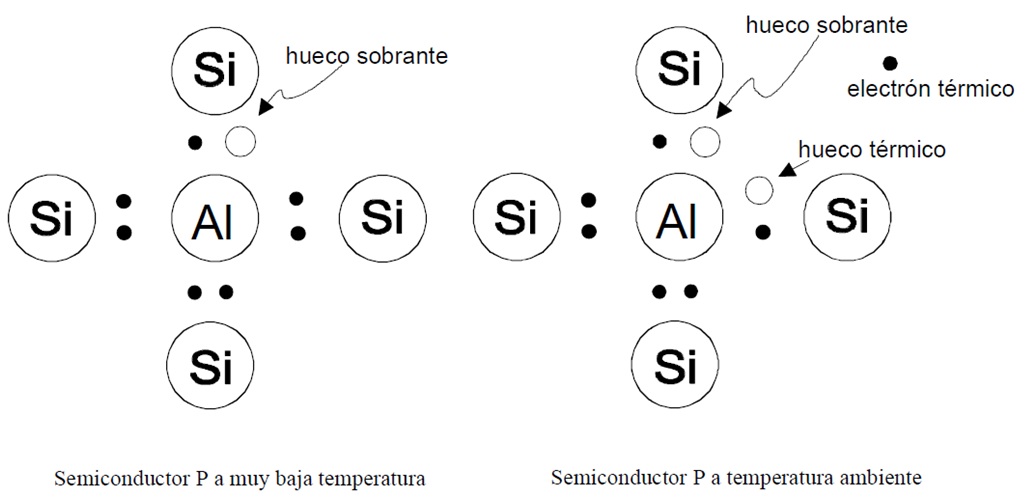 Si
hueco sobrante
Si
Al
Si
Si
Semiconductor P a muy baja temperatura
Si
hueco sobrante
electrón térmico
hueco térmico
Si
Al
Si
Si
Semiconductor P a temperatura ambiente